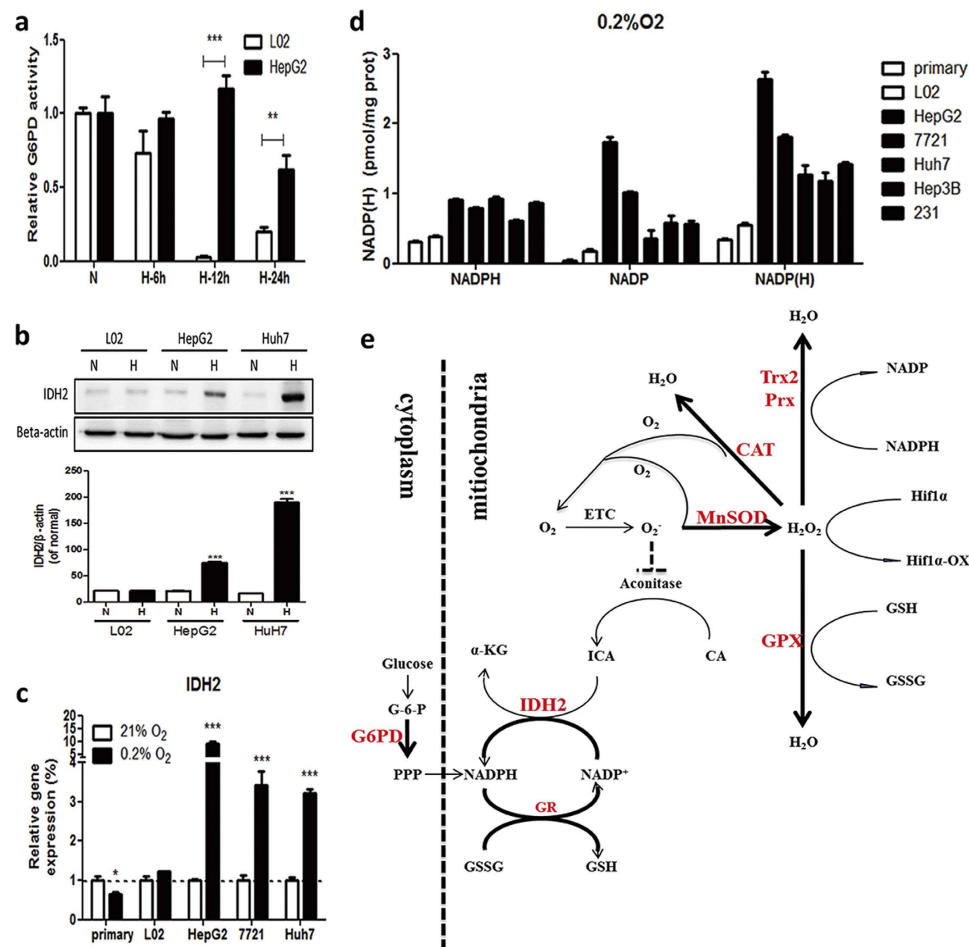 a
Relative G6PD activity
1.5
1.0
0.5
0.0
***
**
L02
HepG2
N
H-6h
H-12h
H-24h
d
0.2%O2
NADP(H) (pmol/mg prot)
3
2
1
0
NADPH
NADP
NADP(H)
primary
L02
HepG2
7721
Huh7
Hep3B
231
b
L02
HepG2
Huh7
N
H
N
H
N
H
IDH2
Beta-actin
IDH2/β-actin
(of normal)
250
200
150
100
50
0
***
***
N
H
N
H
N
H
L02
HepG2
HuH7
c
IDH2
Relative gene
expression (%)
20
15
10
5
4
3
2
1
0
21% O₂
0.2% O₂
*
***
***
***
primary
L02
HepG2
7721
Huh7
e
cytoplasm
mitiochondria
H₂O
H₂O
Trx2
Prx
NADP
NADPH
O₂
O₂
CAT
O₂
ETC
O₂⁻
MnSOD
H₂O₂
Hif1α
Hif1α-OX
Aconitase
GSH
GPX
GSSG
H₂O
α-KG
ICA
CA
Glucose
G-6-P
G6PD
PPP
IDH2
NADPH
NADP⁺
GR
GSSG
GSH